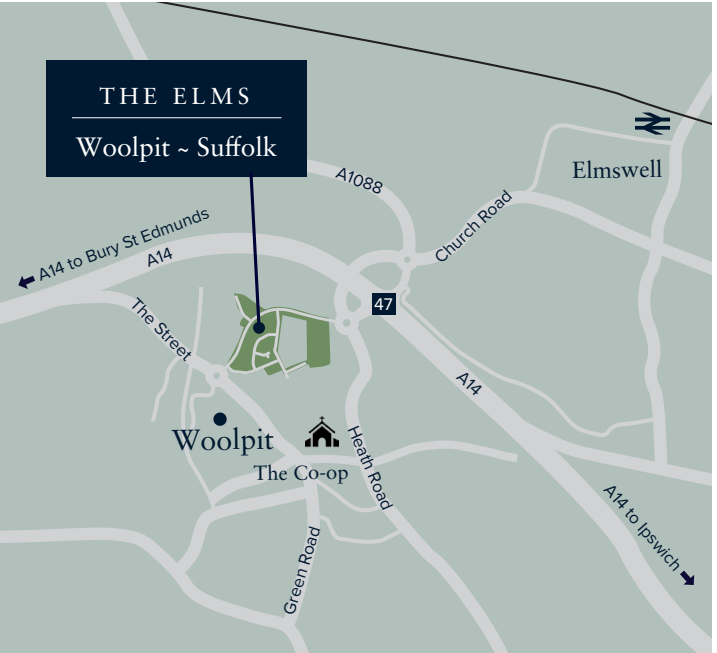 THE ELMS
Woolpit ~ Suffolk
Elmswell
A1088
Church Road
A14 to Bury St Edmunds
A14
47
The Street
A14
Woolpit
The Co-op
Heath Road
A14 to Ipswich
Green Road